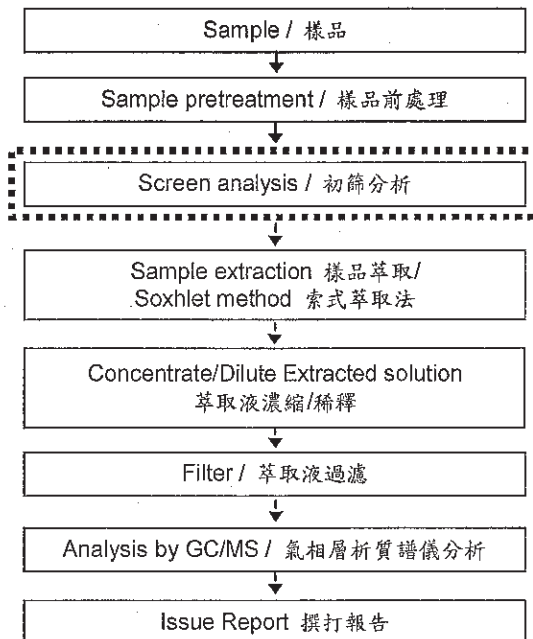 Sample / 樣品
Sample pretreatment / 樣品前處理
Screen analysis / 初篩分析
Sample extraction 樣品萃取/
Soxhlet method 索式萃取法
Concentrate/Dilute Extracted solution
萃取液濃縮/稀釋
Filter / 萃取液過濾
Analysis by GC/MS / 氣相層析質譜儀分析
Issue Report 撰打報告